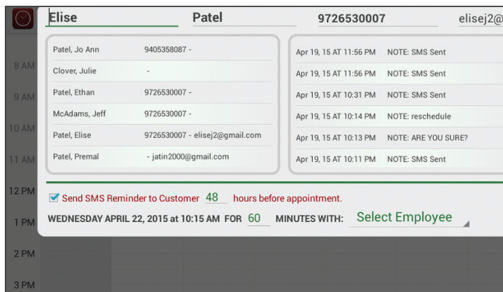 Elise Patel 9726530007 elisej2@
Patel, Jo Ann 9405358087 -
Clover, Julie -
Patel, Ethan 9726530007 -
McAdams, Jeff 9726530007 -
Patel, Elise 9726530007 - elisej2@gmail.com
Patel, Premal - jatin2000@gmail.com
Apr 19, 15 AT 11:56 PM NOTE: SMS Sent
Apr 19, 15 AT 11:56 PM NOTE: SMS Sent
Apr 19, 15 AT 10:31 PM NOTE: SMS Sent
Apr 19, 15 AT 10:14 PM NOTE: reschedule
Apr 19, 15 AT 10:13 PM NOTE: ARE YOU SURE?
Apr 19, 15 AT 10:11 PM NOTE: SMS Sent
Send SMS Reminder to Customer 48 hours before appointment.
WEDNESDAY APRIL 22, 2015 at 10:15 AM FOR 60 MINUTES WITH: Select Employee
8 AM
9 AM
10 AM
11 AM
12 PM
1 PM
2 PM
3 PM